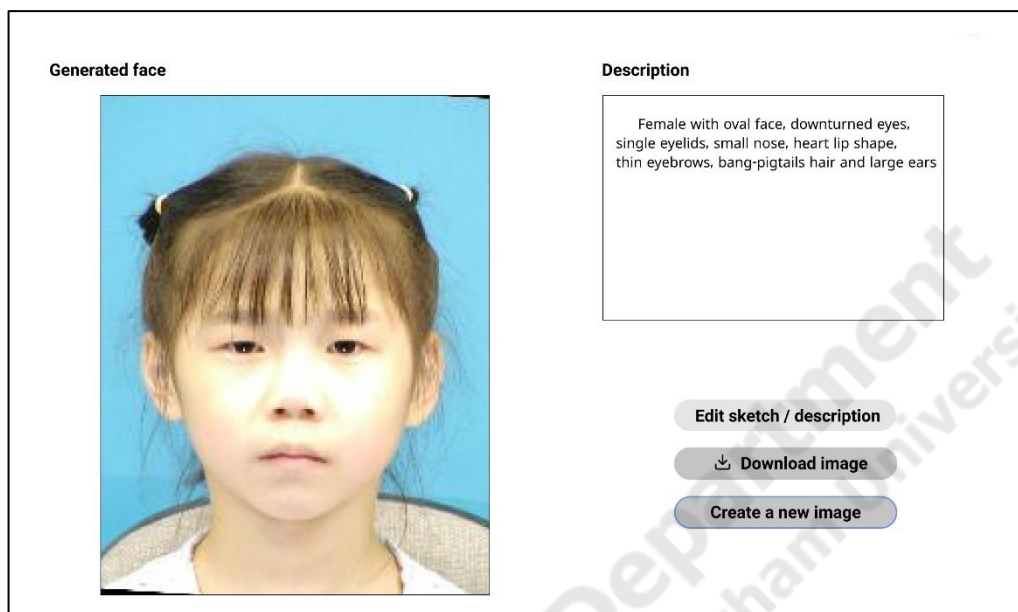 Generated face
Description
Female with oval face, downturned eyes,
single eyelids, small nose, heart lip shape,
thin eyebrows, bang-pigtails hair and large ears
Edit sketch / description
Download image
Create a new image
Department